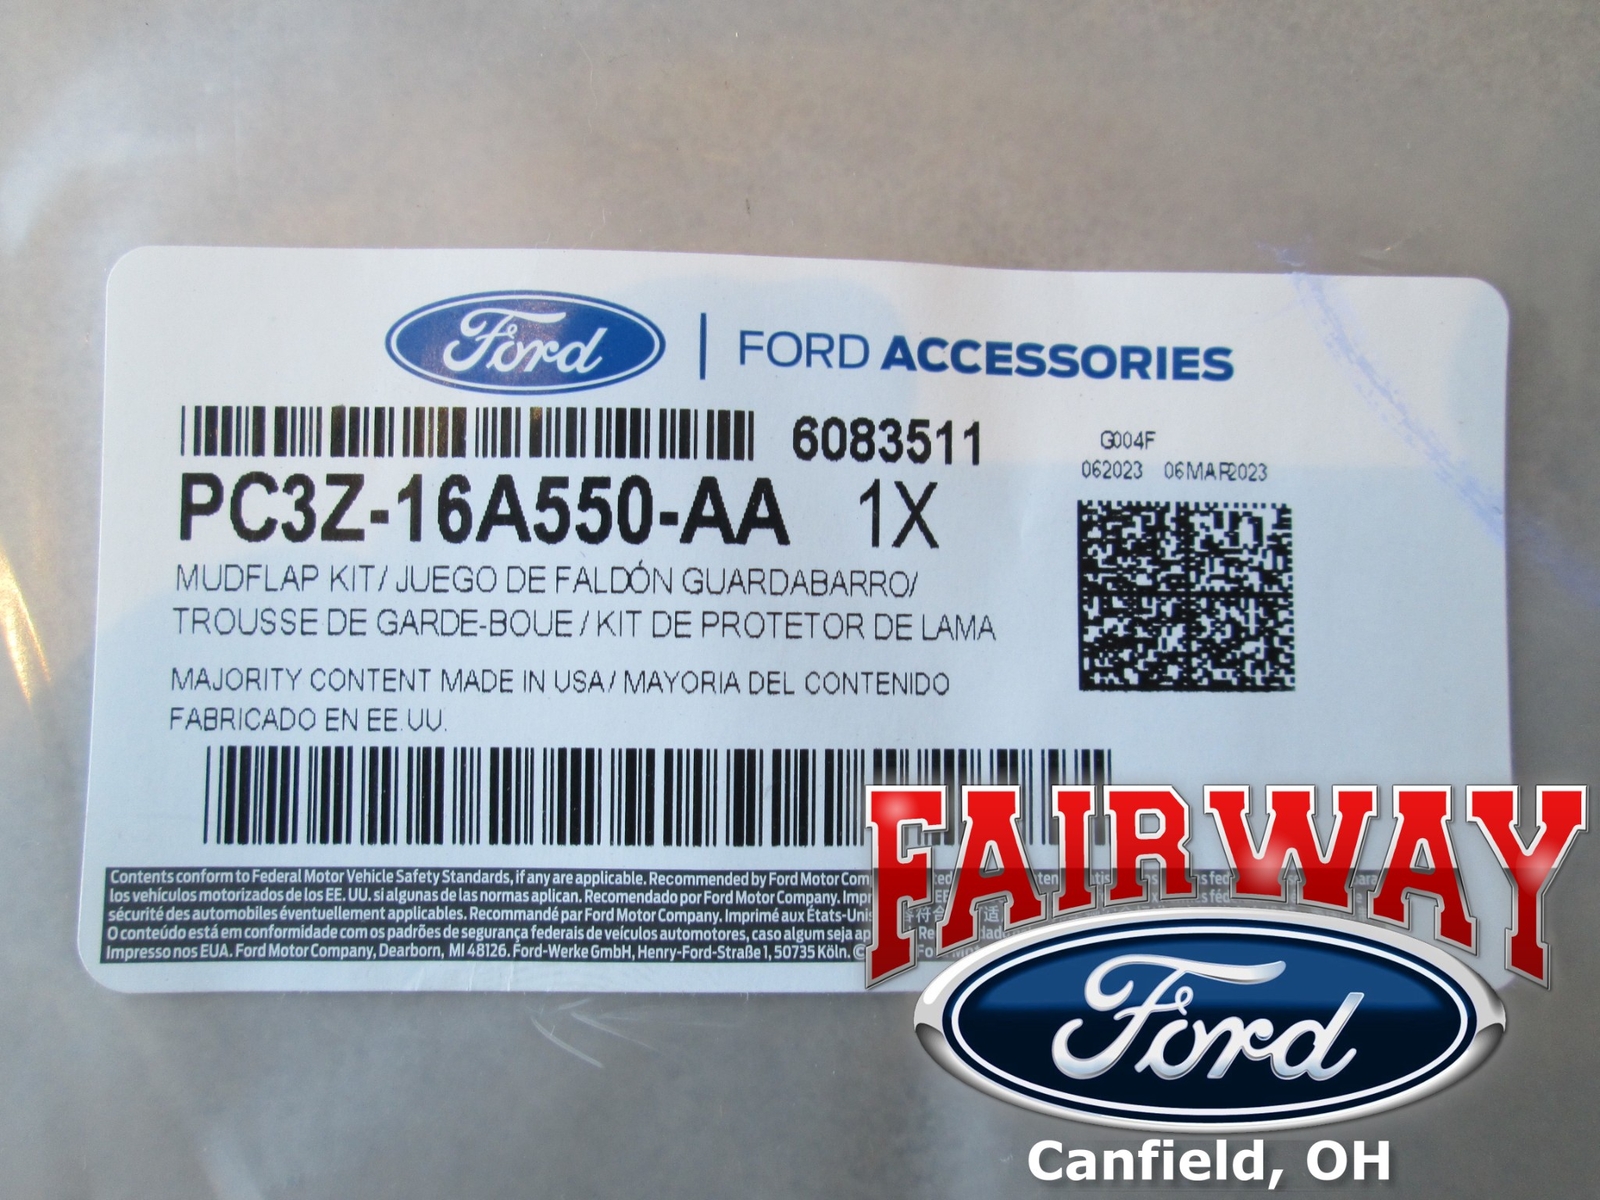 Ford | FORD ACCESSORIES
6083511
G004F
062023 06MAR2023
PC3Z-16A550-AA 1X
MUDFLAP KIT/ JUEGO DE FALDÓN GUARDABARRO/
TROUSSE DE GARDE-BOUE / KIT DE PROTETOR DE LAMA
MAJORITY CONTENT MADE IN USA/ MAYORIA DEL CONTENIDO
FABRICADO EN EE.UU.
Contents conform to Federal Motor Vehicle Safety Standards, if any are applicable. Recommended by Ford Motor Com
los vehículos motorizados de los EE. UU. si algunas de las normas aplican. Recomendado por Ford Motor Company.
sécurité des automobiles éventuellement applicables. Recommandé par Ford Motor Company. Imprimé aux États-Unis
O conteúdo está em conformidade com os padrões de segurança federais de veículos automotores, caso algum seja
Impresso nos EUA. Ford Motor Company, Dearborn, MI 48126. Ford-Werke GmbH, Henry-Ford-Straße 1, 50735 Köln. ©
FAIRWAY
Ford
Canfield, OH